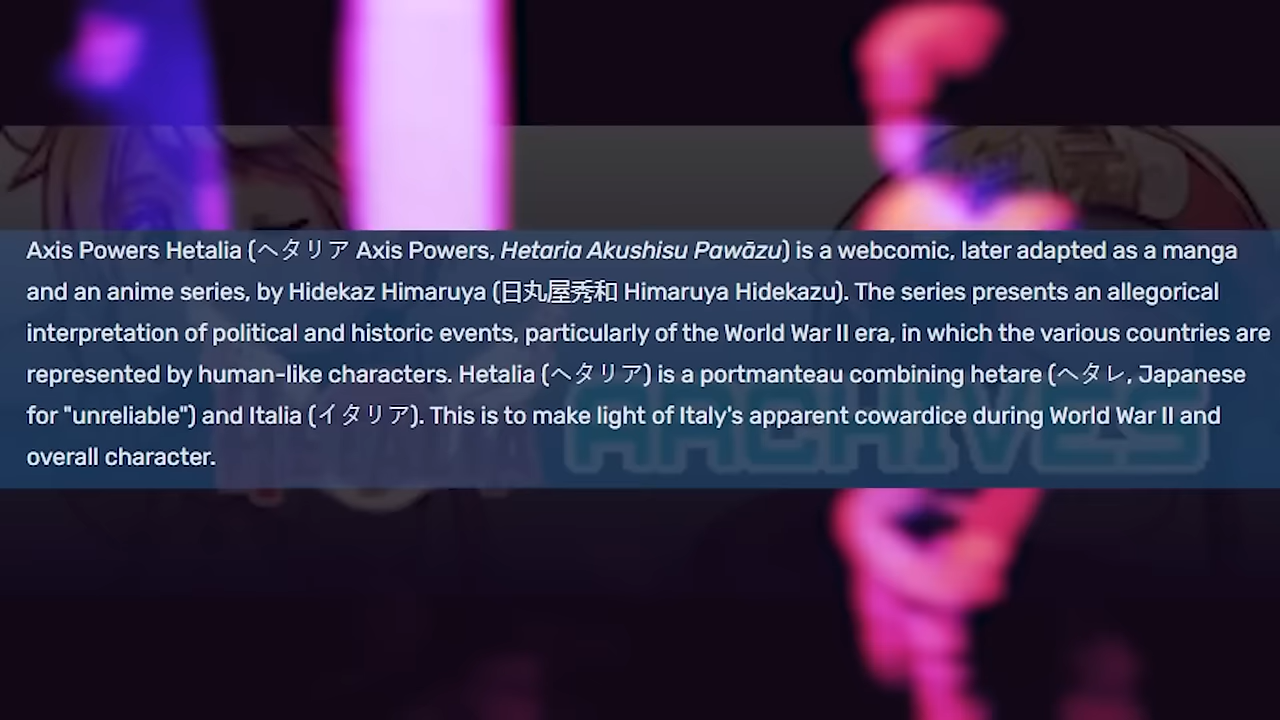 Axis Powers Hetalia (ヘタリア Axis Powers, Hetaria Akushisu Pawāzu) is a webcomic, later adapted as a manga
and an anime series, by Hidekaz Himaruya (日丸屋秀和 Himaruya Hidekazu). The series presents an allegorical
interpretation of political and historic events, particularly of the World War II era, in which the various countries are
represented by human-like characters. Hetalia (ヘタリア) is a portmanteau combining hetare (ヘタレ, Japanese
for "unreliable") and Italia (イタリア). This is to make light of Italy's apparent cowardice during World War II and
overall character.
ARCHIVES